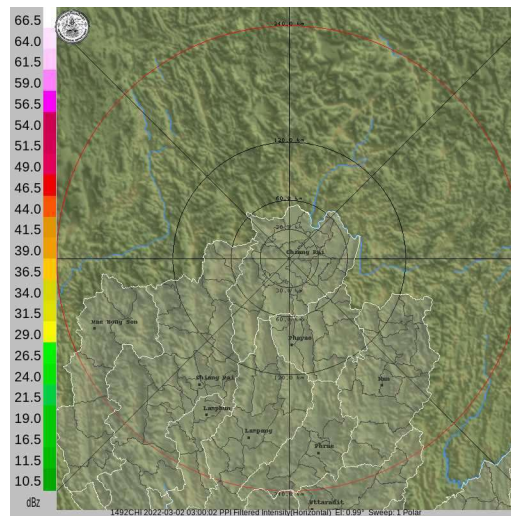 66.5
64.0
61.5
59.0
56.5
54.0
51.5
49.0
46.5
44.0
41.5
39.0
36.5
34.0
31.5
29.0
26.5
24.0
21.5
19.0
16.5
14.0
11.5
10.5
dBz
Chiang Rai
Mae Hong Son
Phayao
Chiang Mai
Nan
Lamphun
Lampang
Phrae
Uttaradit
1492CHI 2022-03-02 03:00:02 PPI Filtered Intensity(Horizontal) El: 0.99° Sweep: 1 Polar